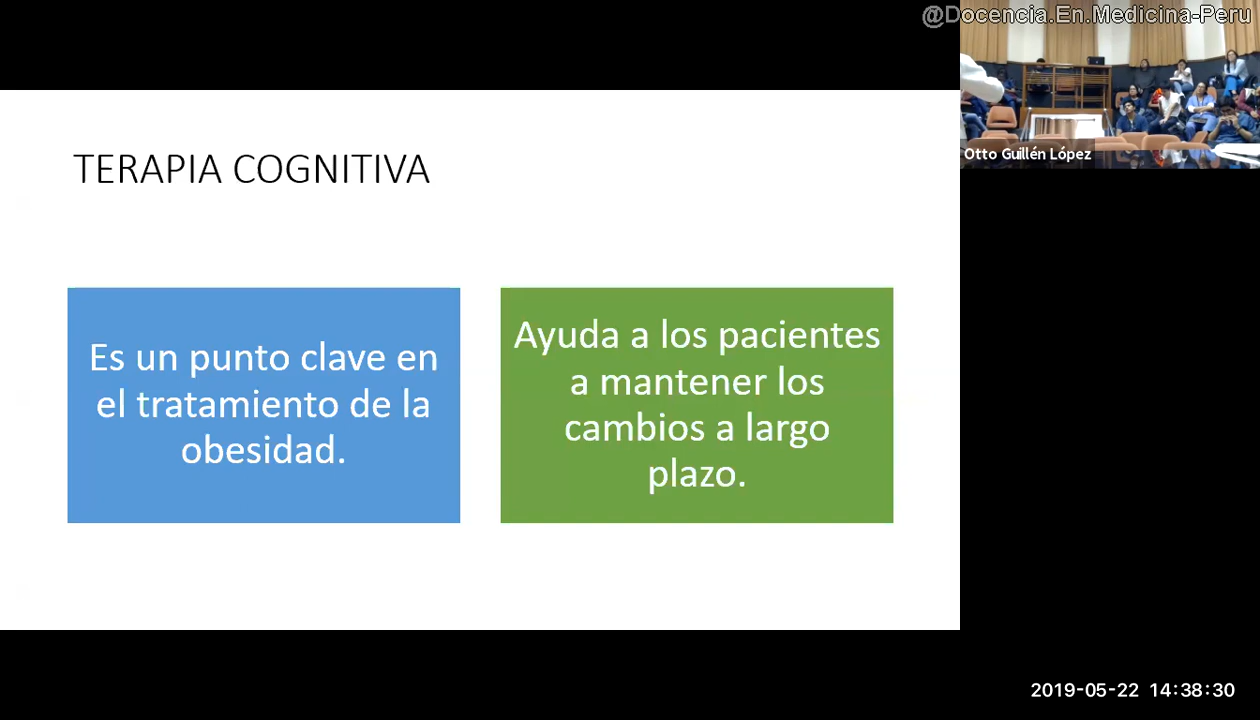 @Docencia.En.Medicina-Peru
Otto Guillén López
TERAPIA COGNITIVA
Es un punto clave en
el tratamiento de la
obesidad.
Ayuda a los pacientes
a mantener los
cambios a largo
plazo.
2019-05-22 14:38:30